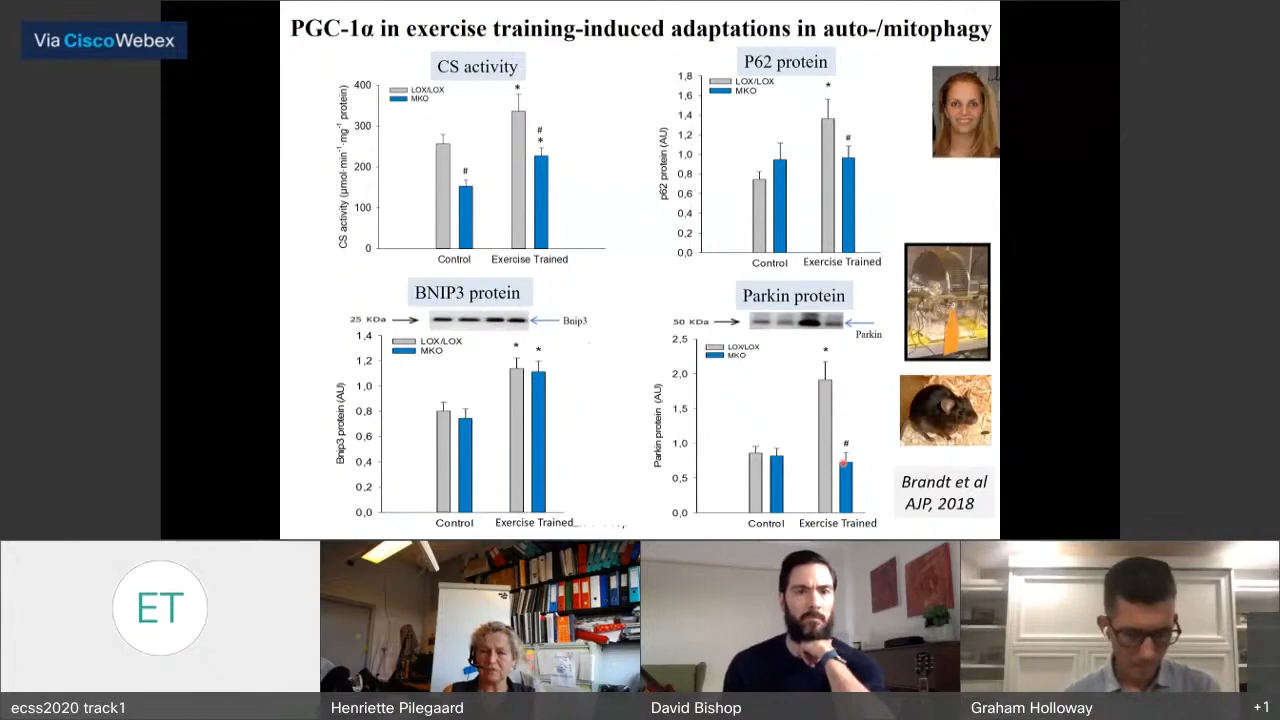 Via Cisco Webex
PGC-1α in exercise training-induced adaptations in auto-/mitophagy
CS activity
LOX/LOX
MKO
CS activity (µmol·min⁻¹·mg⁻¹ protein)
400
300
200
100
0
*
#
#
*
Control Exercise Trained
P62 protein
LOX/LOX
MKO
p62 protein (AU)
1,8
1,6
1,4
1,2
1,0
0,8
0,6
0,4
0,2
0,0
*
#
Control Exercise Trained
BNIP3 protein
25 KDa
Bnip3
LOX/LOX
MKO
Bnip3 protein (AU)
1,4
1,2
1,0
0,8
0,6
0,4
0,2
0,0
* *
Control Exercise Trained
Parkin protein
50 KDa
Parkin
LOX/LOX
MKO
Parkin protein (AU)
2,5
2,0
1,5
1,0
0,5
0,0
*
#
Control Exercise Trained
Brandt et al
AJP, 2018
ET
ecss2020 track1
Henriette Pilegaard
David Bishop
Graham Holloway
+1